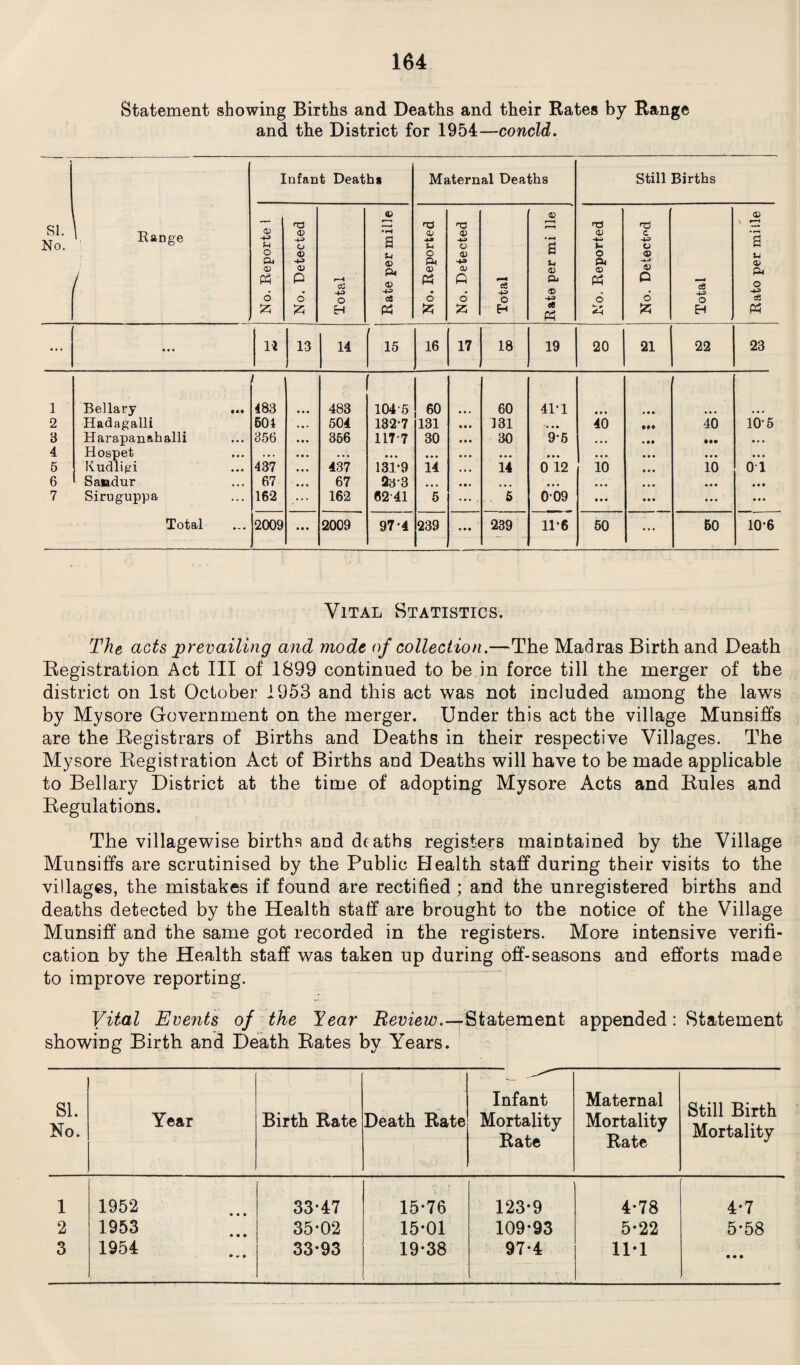 164
Statement showing Births and Deaths and their Rates by Range
and the District for 1954—concld.
Sl. No. | Range | Infant Deaths | Maternal Deaths | Still Births
No. Reporte | No. Detected | Total | Rate per mille | No. Reported | No. Detected | Total | Rate per mi lle | No. Reported | No. Detected | Total | Rato per mille
... | ... | 12 | 13 | 14 | 15 | 16 | 17 | 18 | 19 | 20 | 21 | 22 | 23
1 | Bellary ... | 483 | ... | 483 | 104·5 | 60 | ... | 60 | 41·1 | ... | ... | ... | ...
2 | Hadagalli | 504 | ... | 504 | 132·7 | 131 | ... | 131 | ... | 40 | ... | 40 | 10·5
3 | Harapanahalli ... | 356 | ... | 356 | 117·7 | 30 | ... | 30 | 9·5 | ... | ... | ... | ...
4 | Hospet ... | ... | ... | ... | ... | ... | ... | ... | ... | ... | ... | ... | ...
5 | Kudligi ... | 437 | ... | 437 | 131·9 | 14 | ... | 14 | 0 12 | 10 | ... | 10 | 0 1
6 | Sandur ... | 67 | ... | 67 | 28·3 | ... | ... | ... | ... | ... | ... | ... | ...
7 | Siruguppa ... | 162 | ... | 162 | 62 41 | 5 | ... | 5 | 0·09 | ... | ... | ... | ...
Total ... | 2009 | ... | 2009 | 97·4 | 239 | ... | 239 | 11·6 | 50 | ... | 50 | 10·6
VITAL STATISTICS.
The acts prevailing and mode of collection.—The Madras Birth and Death
Registration Act III of 1899 continued to be in force till the merger of the
district on 1st October 1953 and this act was not included among the laws
by Mysore Government on the merger. Under this act the village Munsiffs
are the Registrars of Births and Deaths in their respective Villages. The
Mysore Registration Act of Births and Deaths will have to be made applicable
to Bellary District at the time of adopting Mysore Acts and Rules and
Regulations.
The villagewise births and deaths registers maintained by the Village
Munsiffs are scrutinised by the Public Health staff during their visits to the
villages, the mistakes if found are rectified ; and the unregistered births and
deaths detected by the Health staff are brought to the notice of the Village
Munsiff and the same got recorded in the registers. More intensive verifi-
cation by the Health staff was taken up during off-seasons and efforts made
to improve reporting.
Vital Events of the Year Review.—Statement appended: Statement
showing Birth and Death Rates by Years.
Sl. No. | Year | Birth Rate | Death Rate | Infant Mortality Rate | Maternal Mortality Rate | Still Birth Mortality
1 | 1952 ... | 33·47 | 15·76 | 123·9 | 4·78 | 4·7
2 | 1953 ... | 35·02 | 15·01 | 109·93 | 5·22 | 5·58
3 | 1954 ... | 33·93 | 19·38 | 97·4 | 11·1 | ...